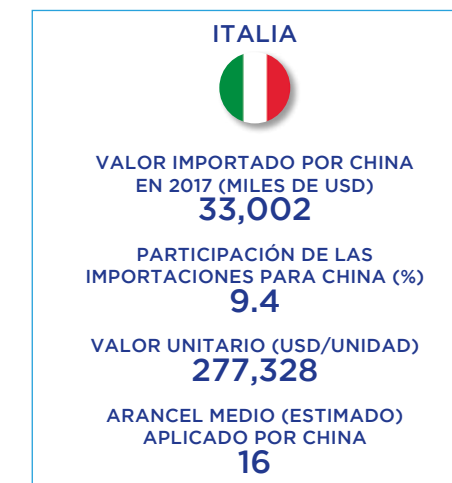 ITALIA
VALOR IMPORTADO POR CHINA
EN 2017 (MILES DE USD)
33,002
PARTICIPACIÓN DE LAS
IMPORTACIONES PARA CHINA (%)
9.4
VALOR UNITARIO (USD/UNIDAD)
277,328
ARANCEL MEDIO (ESTIMADO)
APLICADO POR CHINA
16